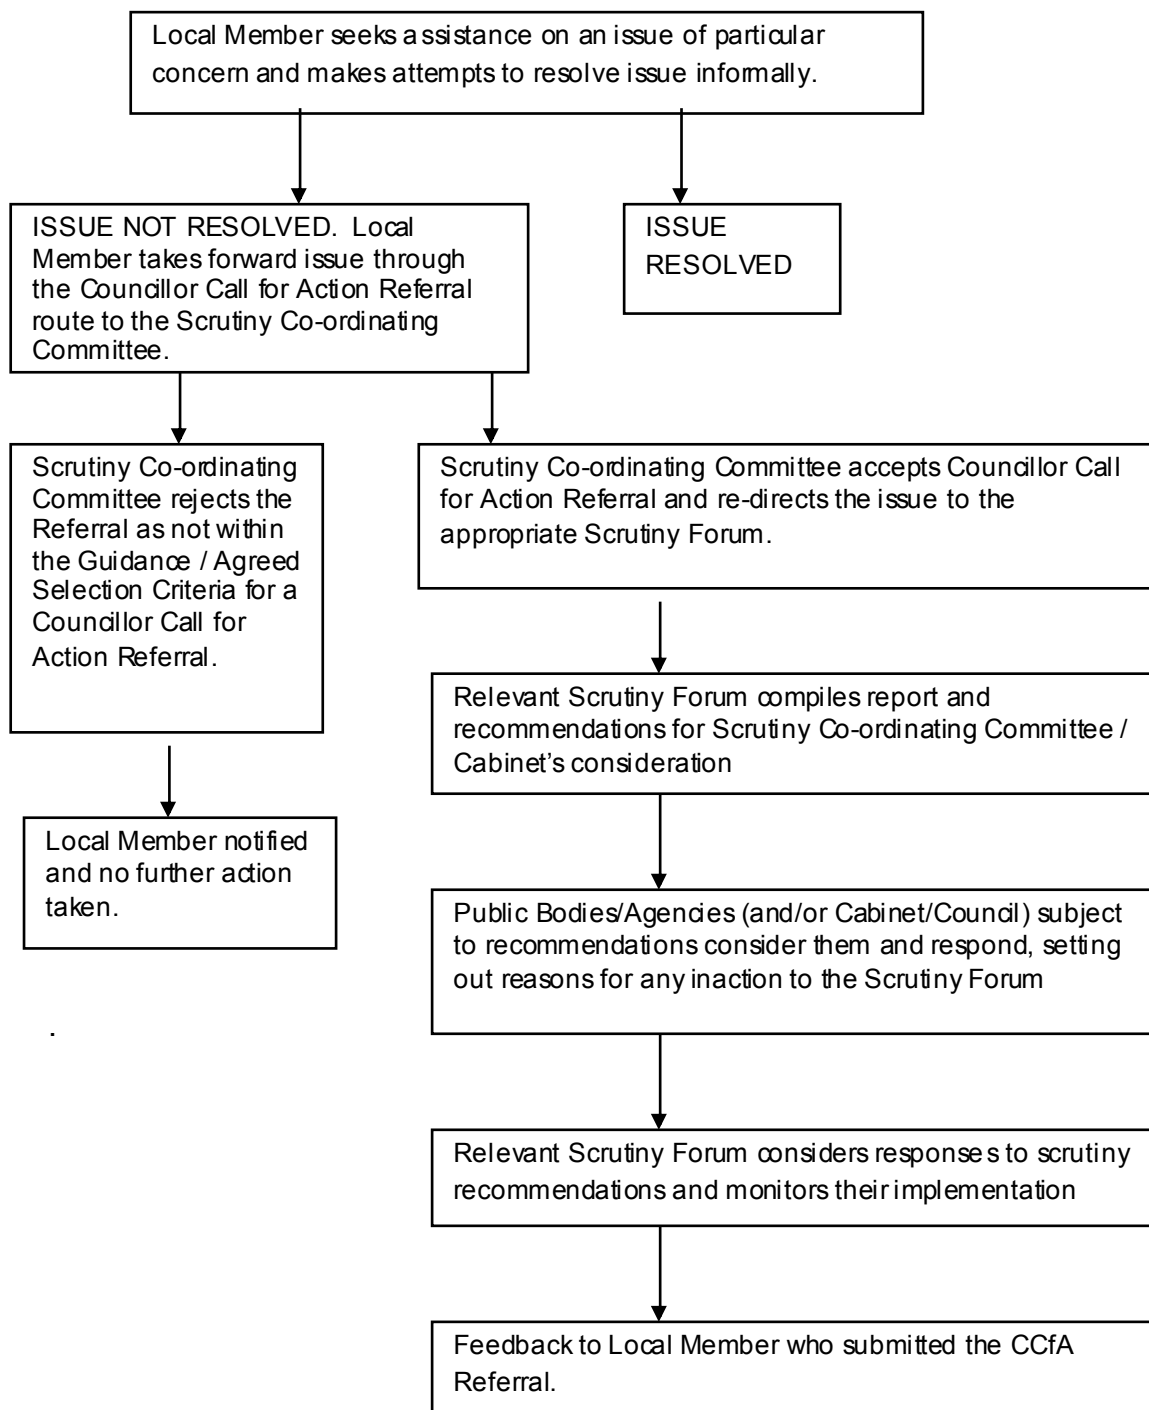 Local Member seeks assistance on an issue of particular
concern and makes attempts to resolve issue informally.
ISSUE NOT RESOLVED. Local
Member takes forward issue through
the Councillor Call for Action Referral
route to the Scrutiny Co-ordinating
Committee.
ISSUE
RESOLVED
Scrutiny Co-ordinating
Committee rejects the
Referral as not within
the Guidance / Agreed
Selection Criteria for a
Councillor Call for
Action Referral.
Scrutiny Co-ordinating Committee accepts Councillor Call
for Action Referral and re-directs the issue to the
appropriate Scrutiny Forum.
Relevant Scrutiny Forum compiles report and
recommendations for Scrutiny Co-ordinating Committee /
Cabinet’s consideration
Local Member notified
and no further action
taken.
Public Bodies/Agencies (and/or Cabinet/Council) subject
to recommendations consider them and respond, setting
out reasons for any inaction to the Scrutiny Forum
.
Relevant Scrutiny Forum considers responses to scrutiny
recommendations and monitors their implementation
Feedback to Local Member who submitted the CCfA
Referral.